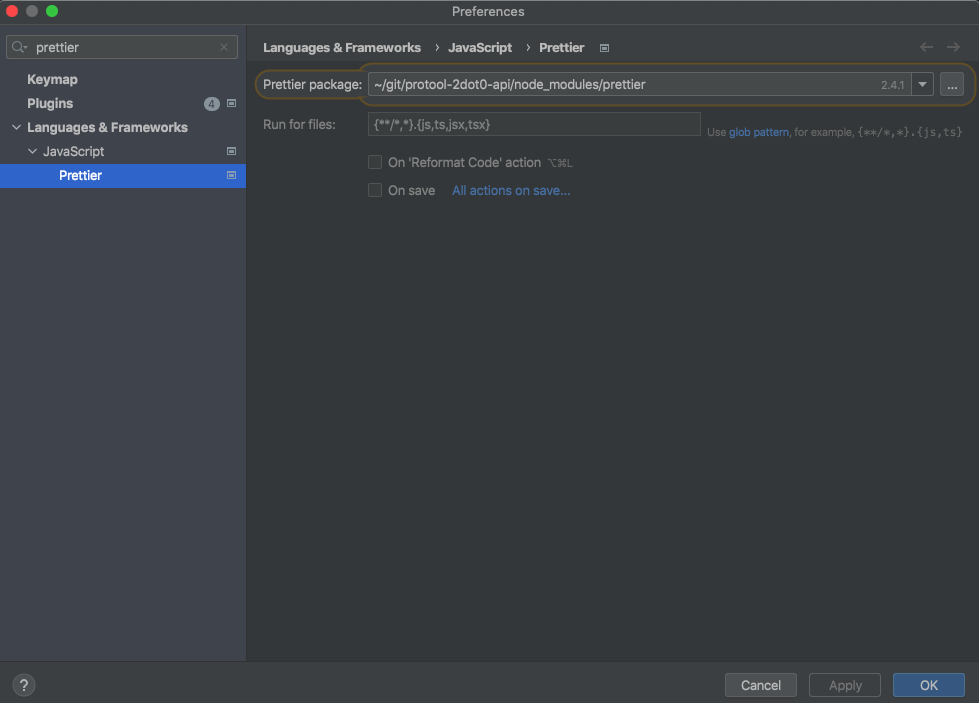 Preferences
prettier
Keymap
Plugins 4
Languages & Frameworks
JavaScript
Prettier
Languages & Frameworks › JavaScript › Prettier
Prettier package: ~/git/protool-2dot0-api/node_modules/prettier 2.4.1 ...
Run for files: {**/*,*}.{js,ts,jsx,tsx}
Use glob pattern, for example, {**/*,*}.{js,ts}
On 'Reformat Code' action ⌥⌘L
On save All actions on save...
? Cancel Apply OK